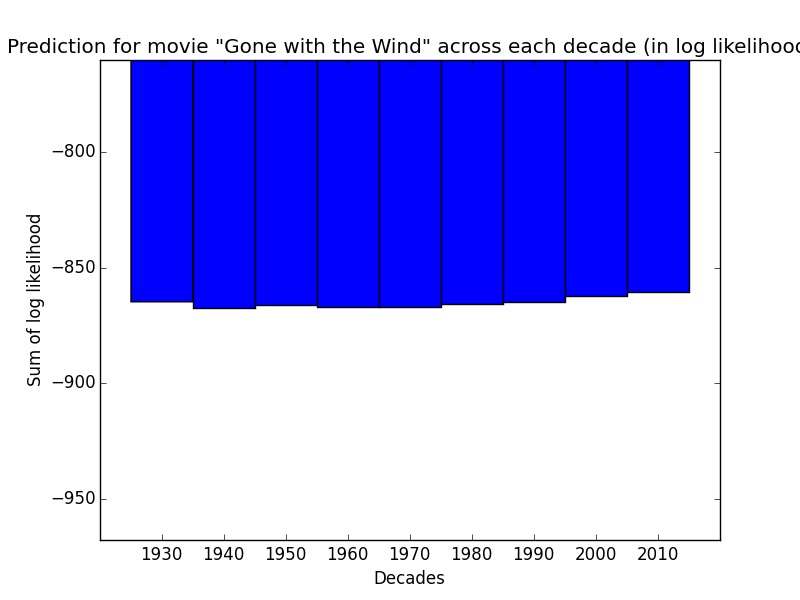 Prediction for movie "Gone with the Wind" across each decade (in log likelihood
−800
−850
−900
−950
Sum of log likelihood
1930 1940 1950 1960 1970 1980 1990 2000 2010
Decades